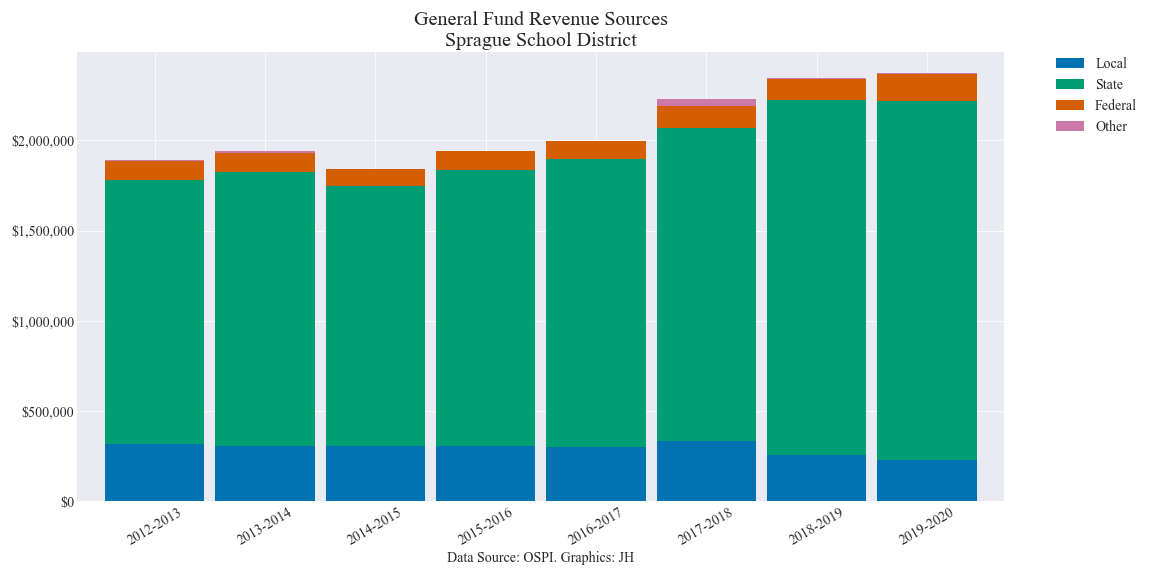 General Fund Revenue Sources
Sprague School District
Local
State
Federal
Other
$2,000,000
$1,500,000
$1,000,000
$500,000
$0
2012-2013
2013-2014
2014-2015
2015-2016
2016-2017
2017-2018
2018-2019
2019-2020
Data Source: OSPI. Graphics: JH